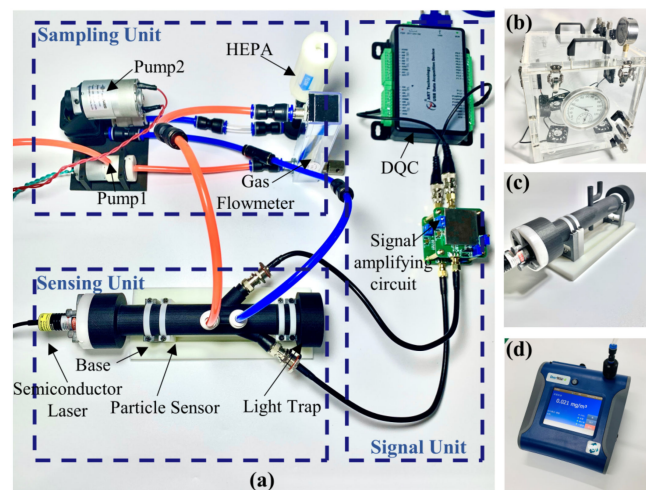 Sampling Unit
HEPA
Pump2
Pump1
Gas
Flowmeter
DQC
Signal
amplifying
circuit
Signal Unit
Sensing Unit
Base
Semiconductor
Laser
Particle Sensor
Light Trap
(a)
(b)
(c)
(d)
0.021 mg/m³